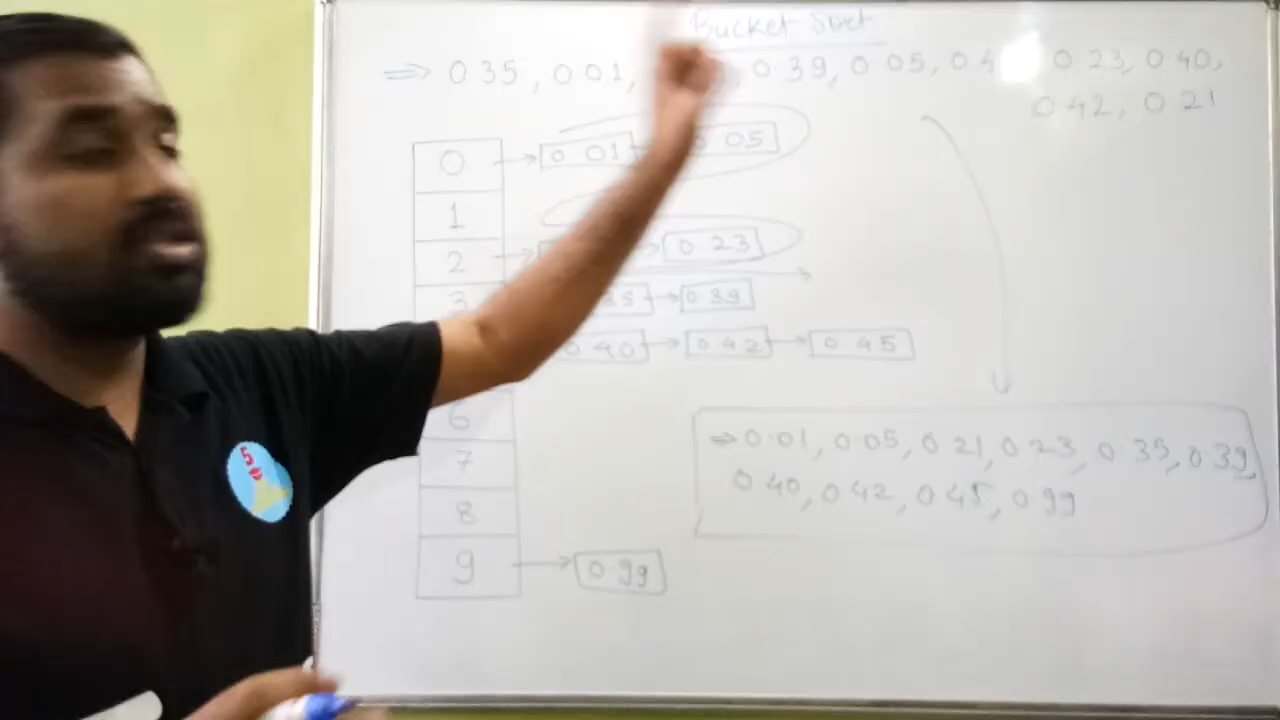 Bucket Sort
⇒ 0.35, 0.01, 0.39, 0.05, 0.4 0.23, 0.40,
0.42, 0.21
0 → 0.01 0.05
1
2 → → 0.23
3 → 0.39
0.40 → 0.42 → 0.45
6
7
8
9 → 0.99
⇒ 0.01, 0.05, 0.21, 0.23, 0.35, 0.39
0.40, 0.42, 0.45, 0.99